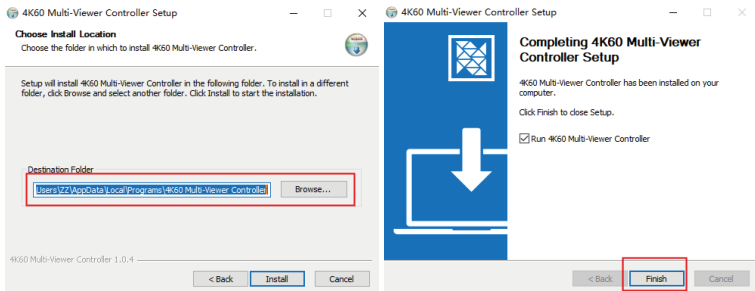 4K60 Multi-Viewer Controller Setup
Choose Install Location
Choose the folder in which to install 4K60 Multi-Viewer Controller.
Setup will install 4K60 Multi-Viewer Controller in the following folder. To install in a different
folder, click Browse and select another folder. Click Install to start the installation.
Destination Folder
Users\ZZ\AppData\Local\Programs\4K60 Multi-Viewer Controller
Browse...
4K60 Multi-Viewer Controller 1.0.4
< Back
Install
Cancel
4K60 Multi-Viewer Controller Setup
Completing 4K60 Multi-Viewer
Controller Setup
4K60 Multi-Viewer Controller has been installed on your
computer.
Click Finish to close Setup.
Run 4K60 Multi-Viewer Controller
< Back
Finish
Cancel